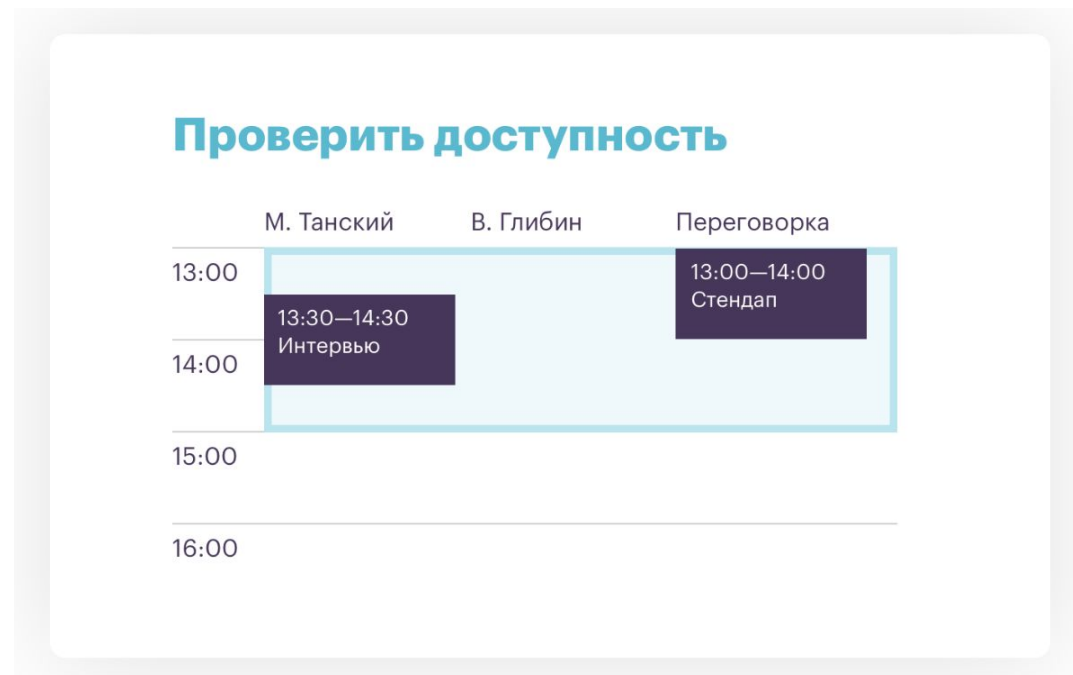 Проверить доступность
М. Танский В. Глибин Переговорка
13:00
13:00—14:00
Стендап
13:30—14:30
Интервью
14:00
15:00
16:00